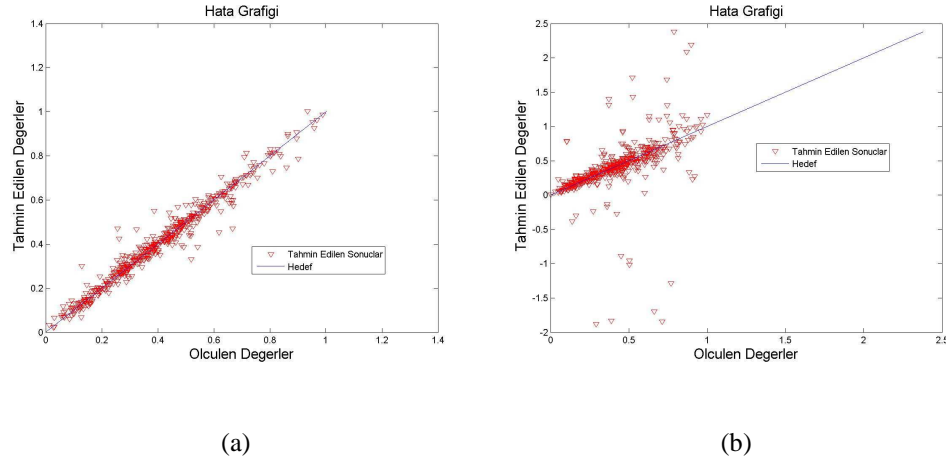 Hata Grafigi
1.4
1.2
1
0.8
0.6
0.4
0.2
0
Tahmin Edilen Degerler
Tahmin Edilen Sonuclar
Hedef
0 0.2 0.4 0.6 0.8 1 1.2 1.4
Olculen Degerler
(a)
Hata Grafigi
2.5
2
1.5
1
0.5
0
-0.5
-1
-1.5
-2
Tahmin Edilen Degerler
Tahmin Edilen Sonuclar
Hedef
0 0.5 1 1.5 2 2.5
Olculen Degerler
(b)